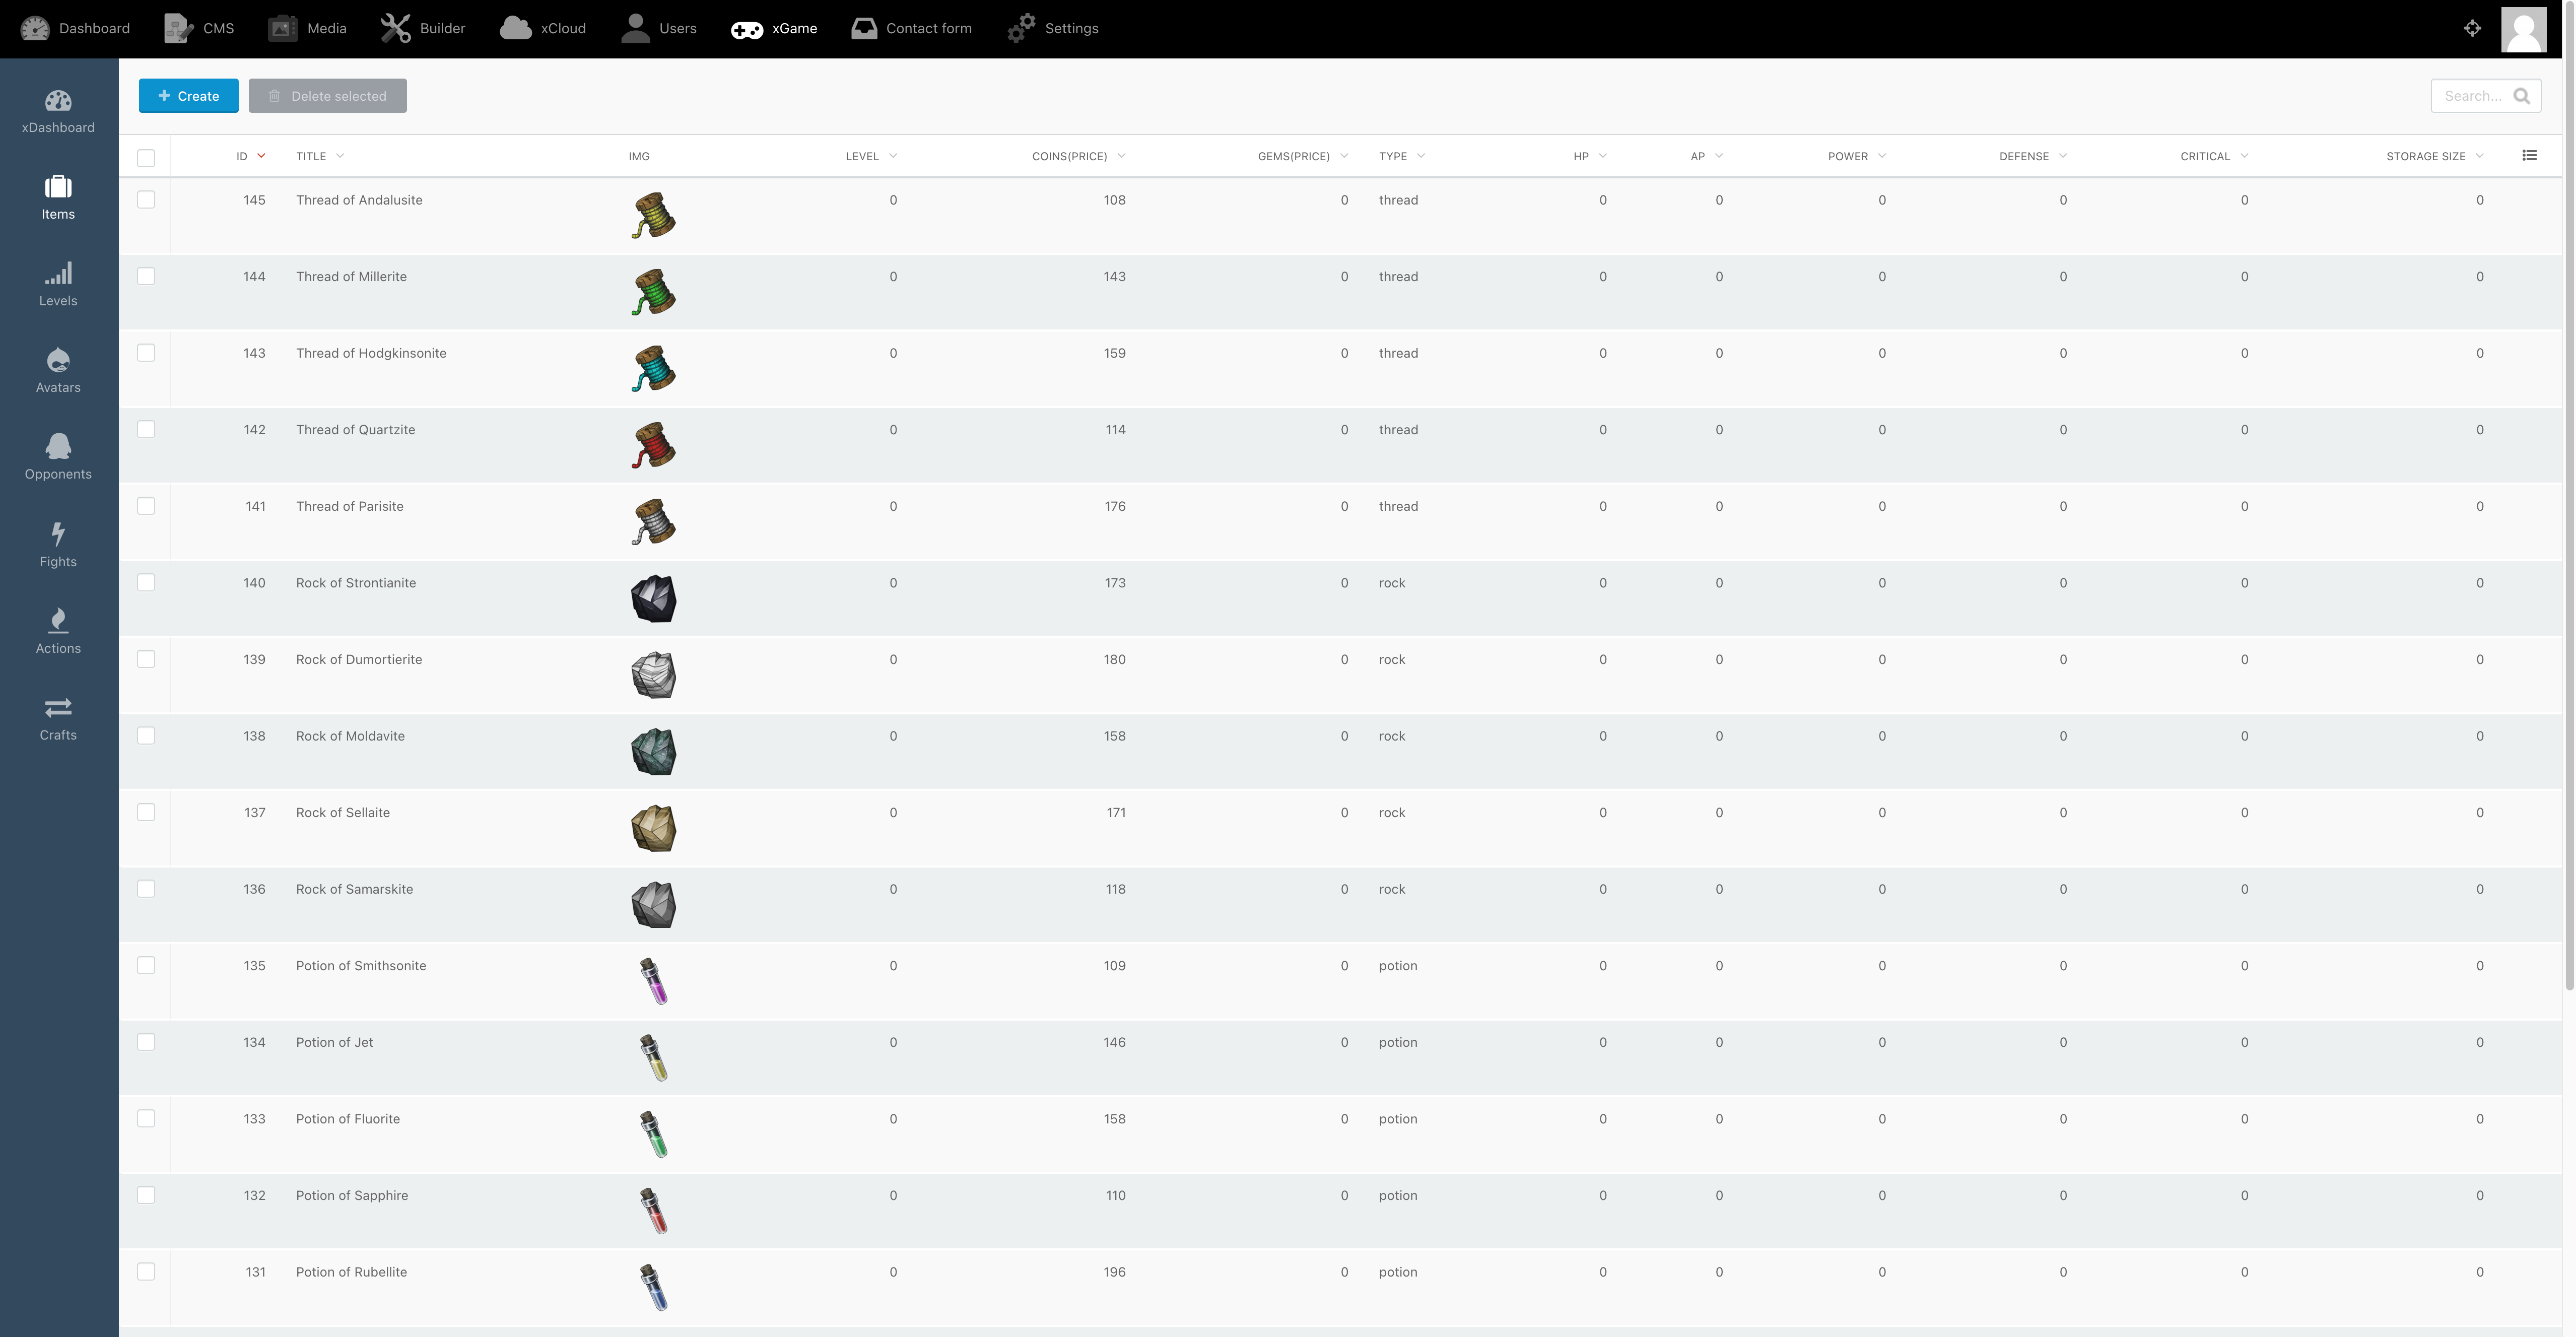 Dashboard CMS Media Builder xCloud Users xGame Contact form Settings
Create Delete selected Search...
xDashboard
Items
Levels
Avatars
Opponents
Fights
Actions
Crafts
ID TITLE IMG LEVEL COINS(PRICE) GEMS(PRICE) TYPE HP AP POWER DEFENSE CRITICAL STORAGE SIZE
145 Thread of Andalusite 0 108 0 thread 0 0 0 0 0 0
144 Thread of Millerite 0 143 0 thread 0 0 0 0 0 0
143 Thread of Hodgkinsonite 0 159 0 thread 0 0 0 0 0 0
142 Thread of Quartzite 0 114 0 thread 0 0 0 0 0 0
141 Thread of Parisite 0 176 0 thread 0 0 0 0 0 0
140 Rock of Strontianite 0 173 0 rock 0 0 0 0 0 0
139 Rock of Dumortierite 0 180 0 rock 0 0 0 0 0 0
138 Rock of Moldavite 0 158 0 rock 0 0 0 0 0 0
137 Rock of Sellaite 0 171 0 rock 0 0 0 0 0 0
136 Rock of Samarskite 0 118 0 rock 0 0 0 0 0 0
135 Potion of Smithsonite 0 109 0 potion 0 0 0 0 0 0
134 Potion of Jet 0 146 0 potion 0 0 0 0 0 0
133 Potion of Fluorite 0 158 0 potion 0 0 0 0 0 0
132 Potion of Sapphire 0 110 0 potion 0 0 0 0 0 0
131 Potion of Rubellite 0 196 0 potion 0 0 0 0 0 0